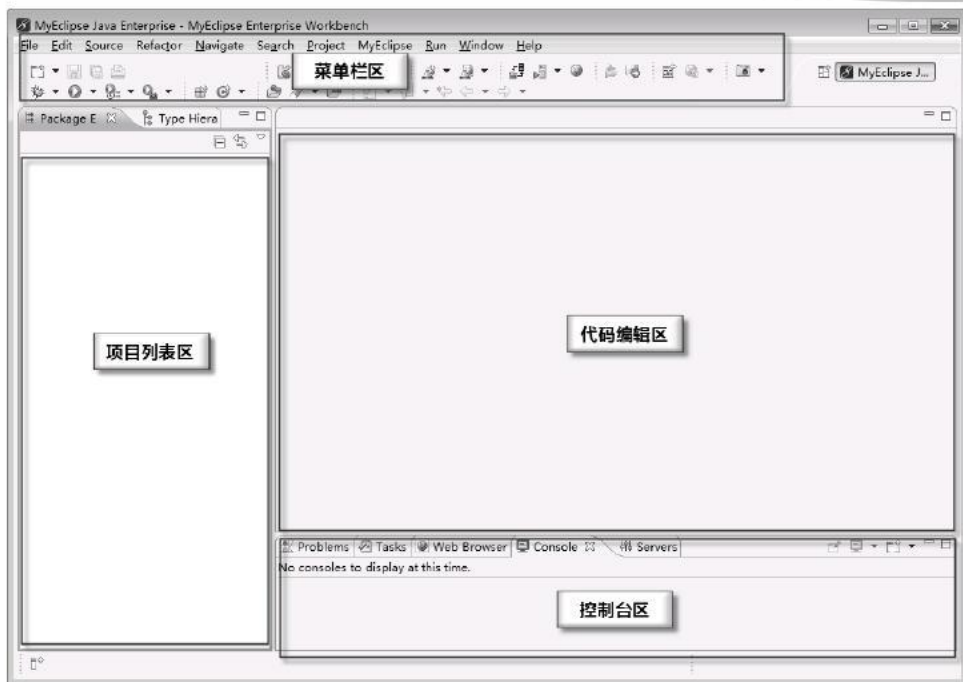 MyEclipse Java Enterprise - MyEclipse Enterprise Workbench
File Edit Source Refactor Navigate Search Project MyEclipse Run Window Help
菜单栏区
MyEclipse J...
Package E Type Hiera
项目列表区
代码编辑区
Problems Tasks Web Browser Console Servers
No consoles to display at this time.
控制台区